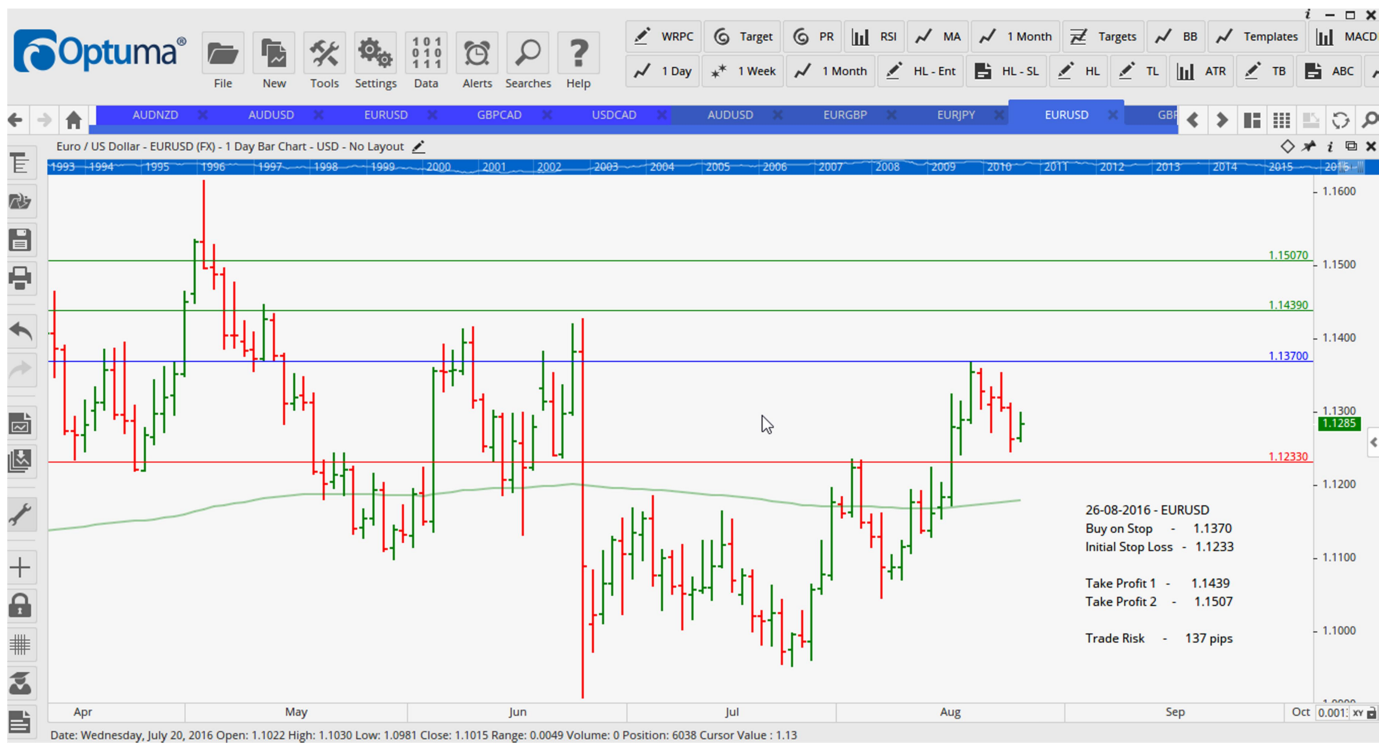 i
Optuma®
File
New
Tools
Settings
101
010
111
Data
Alerts
Searches
?
Help
WRPC
Target
PR
RSI
MA
1 Month
Targets
BB
Templates
MACD
1 Day
1 Week
1 Month
HL - Ent
HL - SL
HL
TL
ATR
TB
ABC
AUDNZD
AUDUSD
EURUSD
GBPCAD
USDCAD
AUDUSD
EURGBP
EURJPY
EURUSD
GBP
Euro / US Dollar - EURUSD (FX) - 1 Day Bar Chart - USD - No Layout
i
1993 1994 1995 1996 1997 1998 1999 2000 2001 2002 2003 2004 2005 2006 2007 2008 2009 2010 2011 2012 2013 2014 2015 2016
1.1600
1.15070
1.1500
1.14390
1.1400
1.13700
1.1300
1.1285
1.12330
1.1200
26-08-2016 - EURUSD
Buy on Stop - 1.1370
Initial Stop Loss - 1.1233
1.1100
Take Profit 1 - 1.1439
Take Profit 2 - 1.1507
1.1000
Trade Risk - 137 pips
Apr May Jun Jul Aug Sep Oct
XY
Date: Wednesday, July 20, 2016 Open: 1.1022 High: 1.1030 Low: 1.0981 Close: 1.1015 Range: 0.0049 Volume: 0 Position: 6038 Cursor Value : 1.13